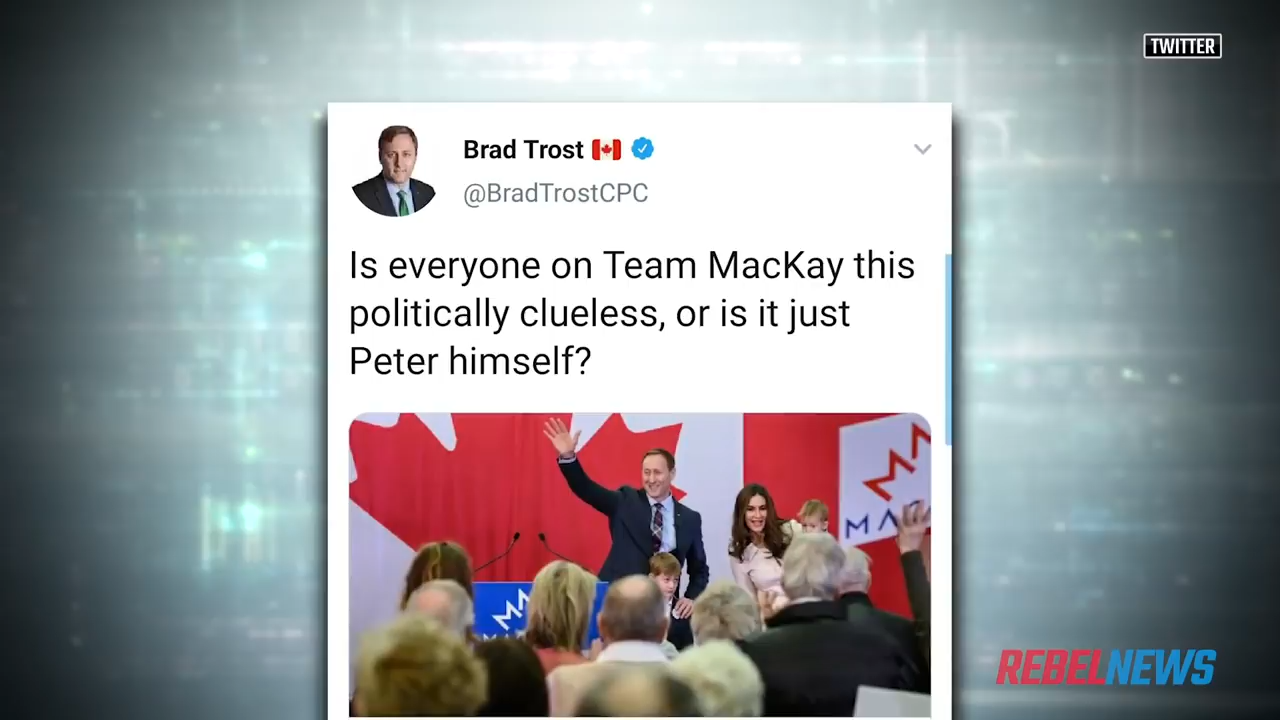 TWITTER
Brad Trost
@BradTrostCPC
Is everyone on Team MacKay this
politically clueless, or is it just
Peter himself?
REBELNEWS